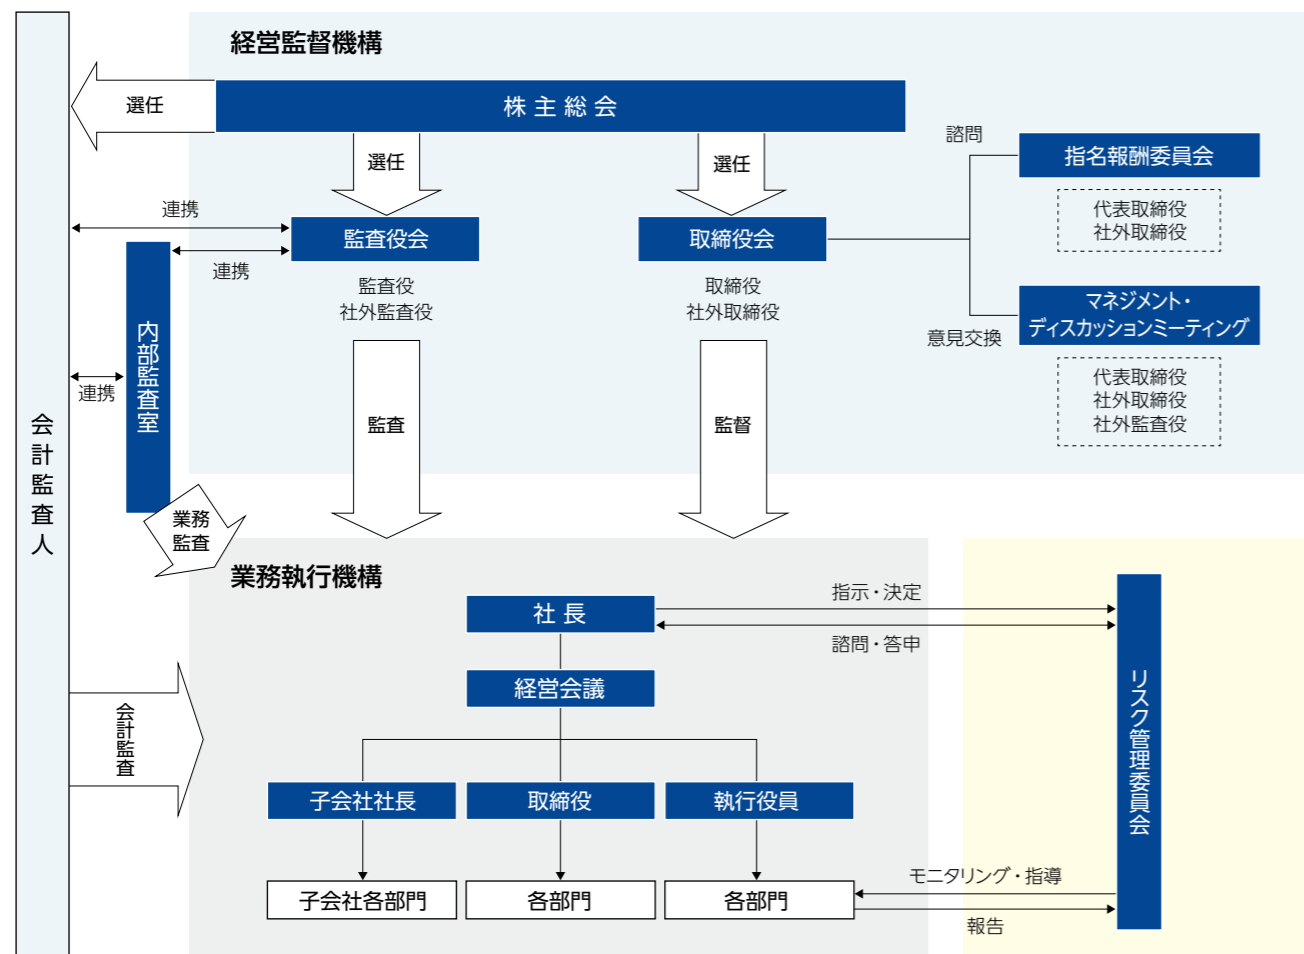 経営監督機構
株主総会
選任
選任
選任
諮問
指名報酬委員会
代表取締役
社外取締役
連携
監査役会
取締役会
連携
監査役
社外監査役
取締役
社外取締役
マネジメント・
ディスカッションミーティング
意見交換
代表取締役
社外取締役
社外監査役
内部監査室
連携
監査
監督
会計監査人
業務
監査
業務執行機構
社長
指示・決定
諮問・答申
経営会議
リスク管理委員会
会計監査
子会社社長
取締役
執行役員
モニタリング・指導
子会社各部門
各部門
各部門
報告